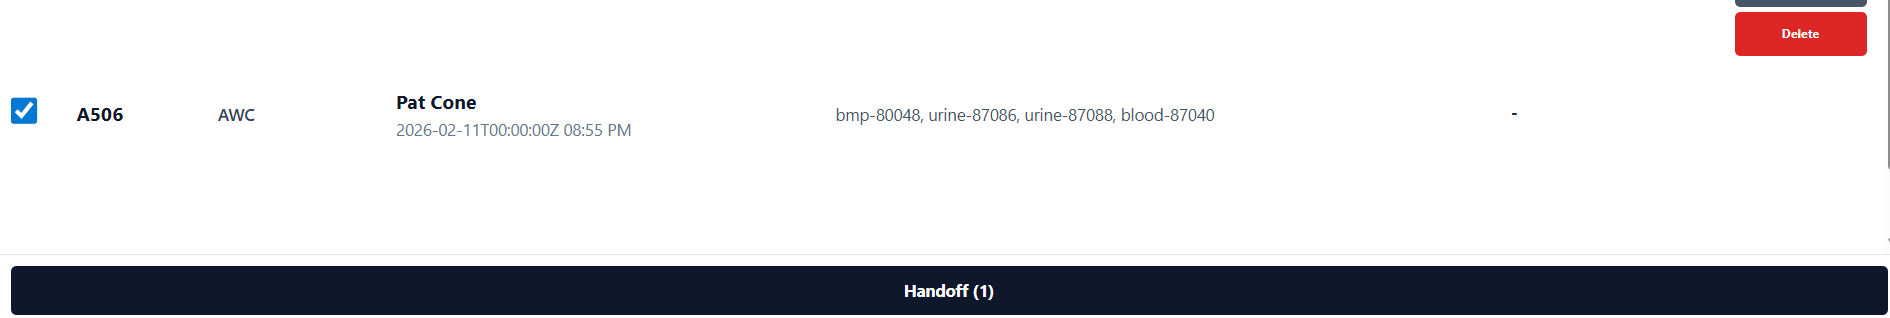 Delete
A506 AWC Pat Cone bmp-80048, urine-87086, urine-87088, blood-87040 -
2026-02-11T00:00:00Z 08:55 PM
Handoff (1)